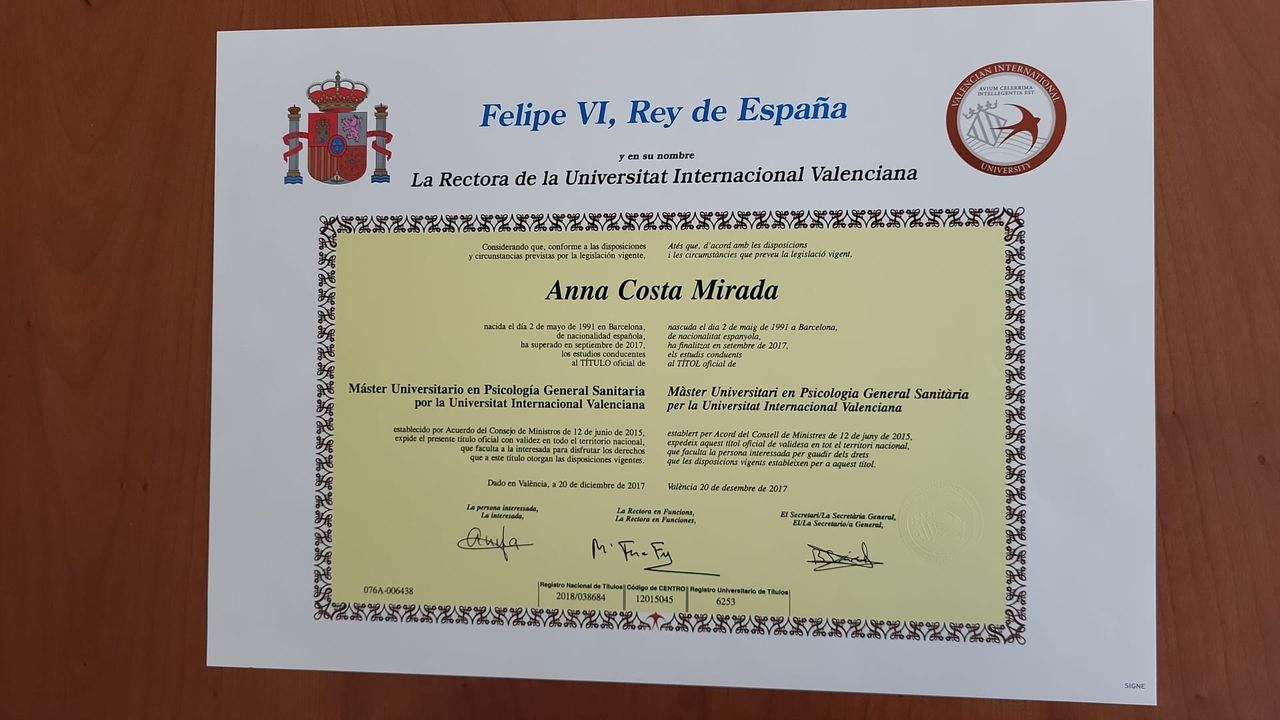 Felipe VI, Rey de España
y en su nombre
La Rectora de la Universitat Internacional Valenciana
VALENCIAN INTERNATIONAL
AVIUM CELERRIMA
INTELLEGENTIA EST
UNIVERSITY
Considerando que, conforme a las disposiciones
y circunstancias previstas por la legislación vigente,
Atés que, d'acord amb les disposicions
i les circumstàncies que preveu la legislació vigent,
Anna Costa Mirada
nacida el día 2 de mayo de 1991 en Barcelona,
de nacionalidad española,
ha superado en septiembre de 2017,
los estudios conducentes
al TÍTULO oficial de
nascuda el dia 2 de maig de 1991 a Barcelona,
de nacionalitat espanyola,
ha finalitzat en setembre de 2017,
els estudis conduents
al TÍTOL oficial de
Máster Universitario en Psicología General Sanitaria
por la Universitat Internacional Valenciana
Màster Universitari en Psicologia General Sanitària
per la Universitat Internacional Valenciana
establecido por Acuerdo del Consejo de Ministros de 12 de junio de 2015,
expide el presente título oficial con validez en todo el territorio nacional,
que faculta a la interesada para disfrutar los derechos
que a este título otorgan las disposiciones vigentes.
establert per Acord del Consell de Ministres de 12 de juny de 2015,
expedeix aquest títol oficial de validesa en tot el territori nacional,
que faculta la persona interessada per gaudir dels drets
que les disposicions vigents estableixen per a aquest títol.
Dado en València, a 20 de diciembre de 2017
València 20 de desembre de 2017
La persona interessada,
La interesada,
La Rectora en Funcions,
La Rectora en Funciones,
El Secretari/La Secretària General,
El/La Secretario/a General,
076A-006438
Registro Nacional de Títulos
2018/038684
Código de CENTRO
12015045
Registro Universitario de Títulos
6253
SIGNE